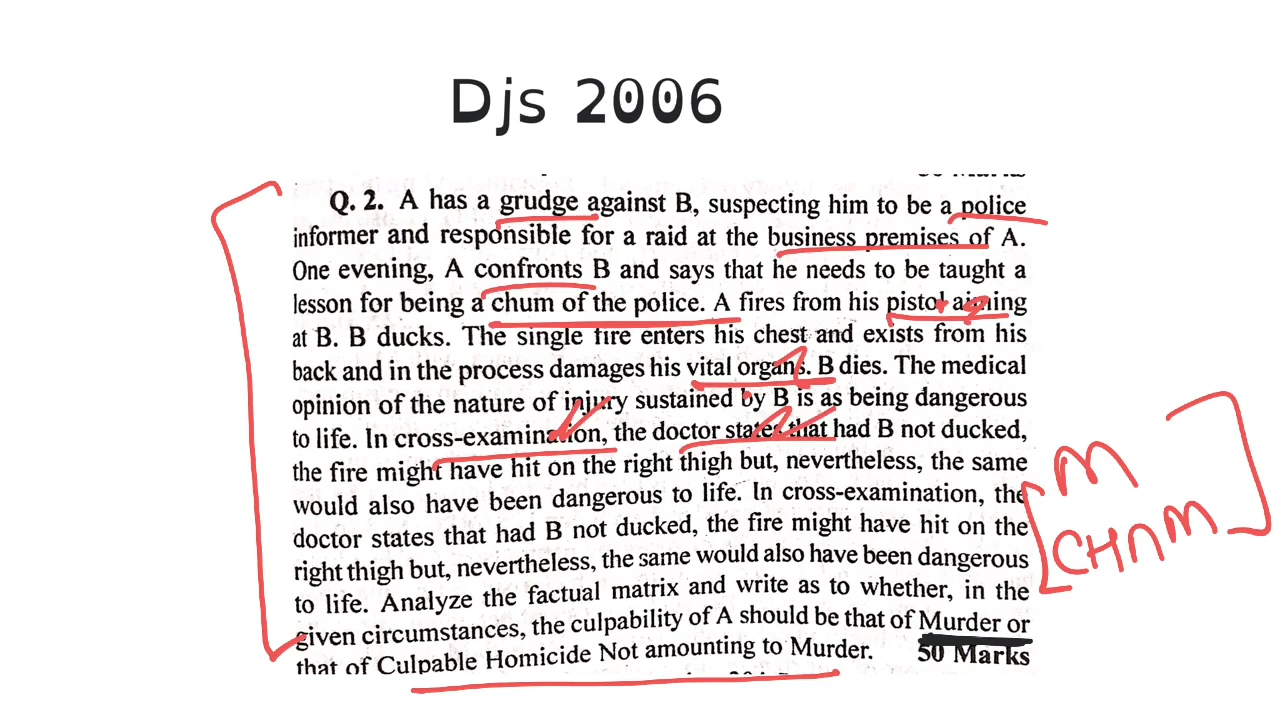 Djs 2006
Q. 2. A has a grudge against B, suspecting him to be a police
informer and responsible for a raid at the business premises of A.
One evening, A confronts B and says that he needs to be taught a
lesson for being a chum of the police. A fires from his pistol aiming
at B. B ducks. The single fire enters his chest and exists from his
back and in the process damages his vital organs. B dies. The medical
opinion of the nature of injury sustained by B is as being dangerous
to life. In cross-examination, the doctor states that had B not ducked,
the fire might have hit on the right thigh but, nevertheless, the same
would also have been dangerous to life. In cross-examination, the
doctor states that had B not ducked, the fire might have hit on the
right thigh but, nevertheless, the same would also have been dangerous
to life. Analyze the factual matrix and write as to whether, in the
given circumstances, the culpability of A should be that of Murder or
that of Culpable Homicide Not amounting to Murder. 50 Marks
M
CHnM